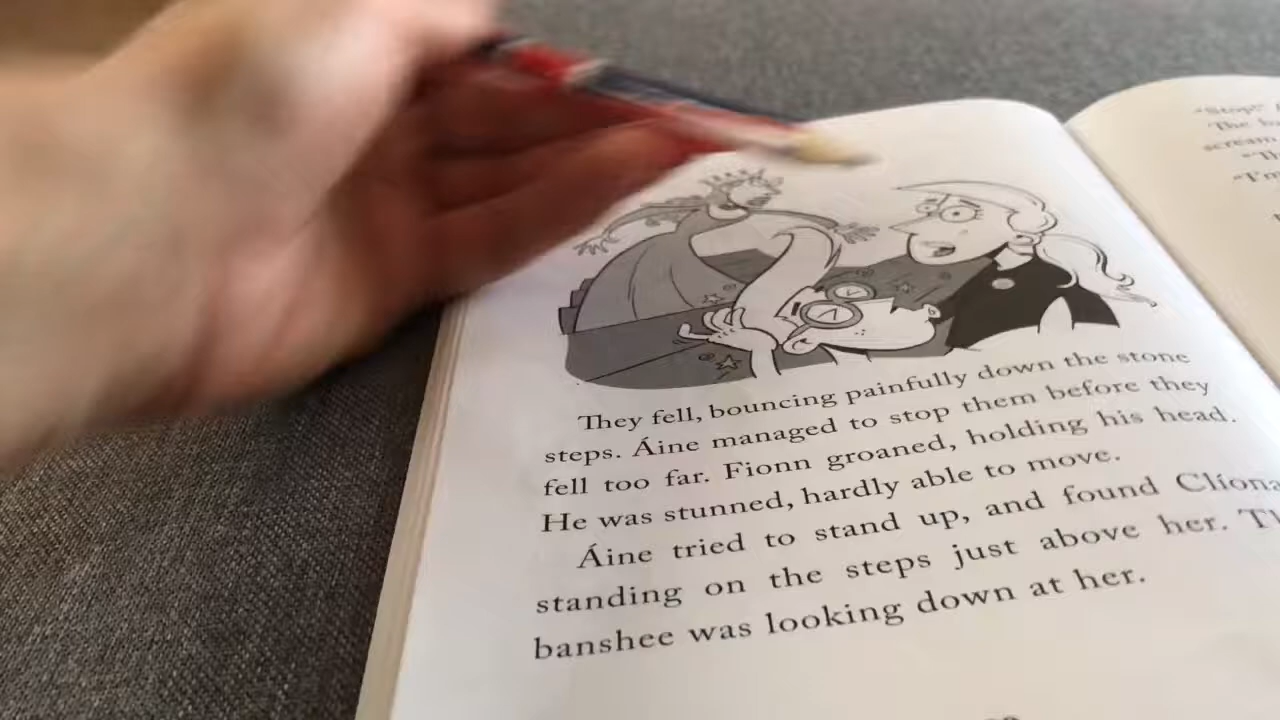 They fell, bouncing painfully down the stone
steps. Áine managed to stop them before they
fell too far. Fionn groaned, holding his head.
He was stunned, hardly able to move.
Áine tried to stand up, and found Clíona
standing on the steps just above her.
banshee was looking down at her.
"Stop!"
The
scream
"I'm